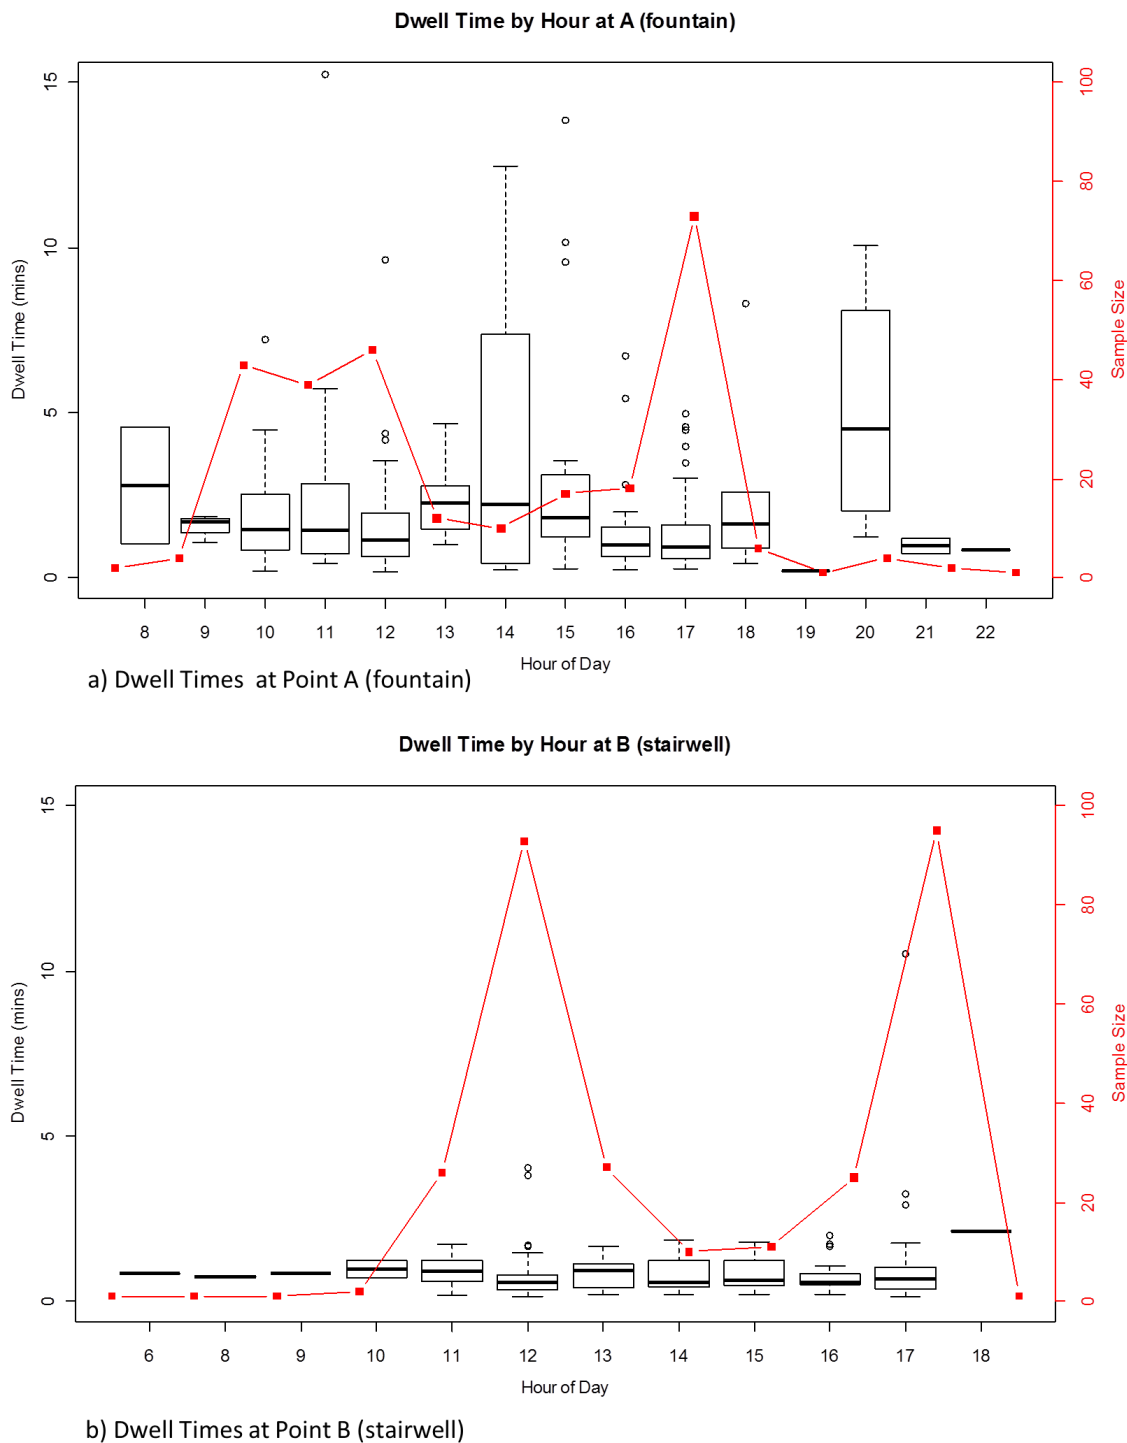 Dwell Time by Hour at A (fountain)
15
10
5
0
Dwell Time (mins)
100
80
60
40
20
0
Sample Size
8 9 10 11 12 13 14 15 16 17 18 19 20 21 22
Hour of Day
a) Dwell Times at Point A (fountain)
Dwell Time by Hour at B (stairwell)
15
10
5
0
Dwell Time (mins)
100
80
60
40
20
0
Sample Size
6 8 9 10 11 12 13 14 15 16 17 18
Hour of Day
b) Dwell Times at Point B (stairwell)